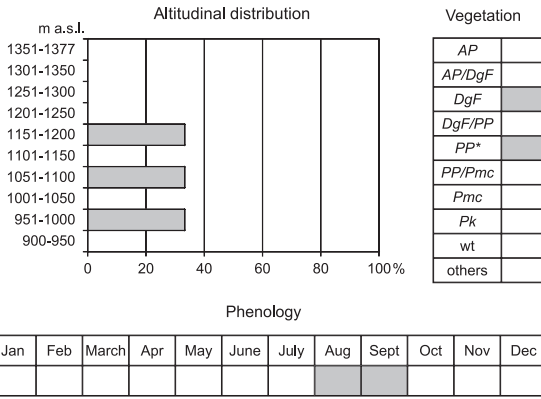 Altitudinal distribution
m a.s.l.
1351-1377
1301-1350
1251-1300
1201-1250
1151-1200
1101-1150
1051-1100
1001-1050
951-1000
900-950
0 20 40 60 80 100%
Vegetation
AP
AP/DgF
DgF
DgF/PP
PP*
PP/Pmc
Pmc
Pk
wt
others
Phenology
Jan Feb March Apr May June July Aug Sept Oct Nov Dec